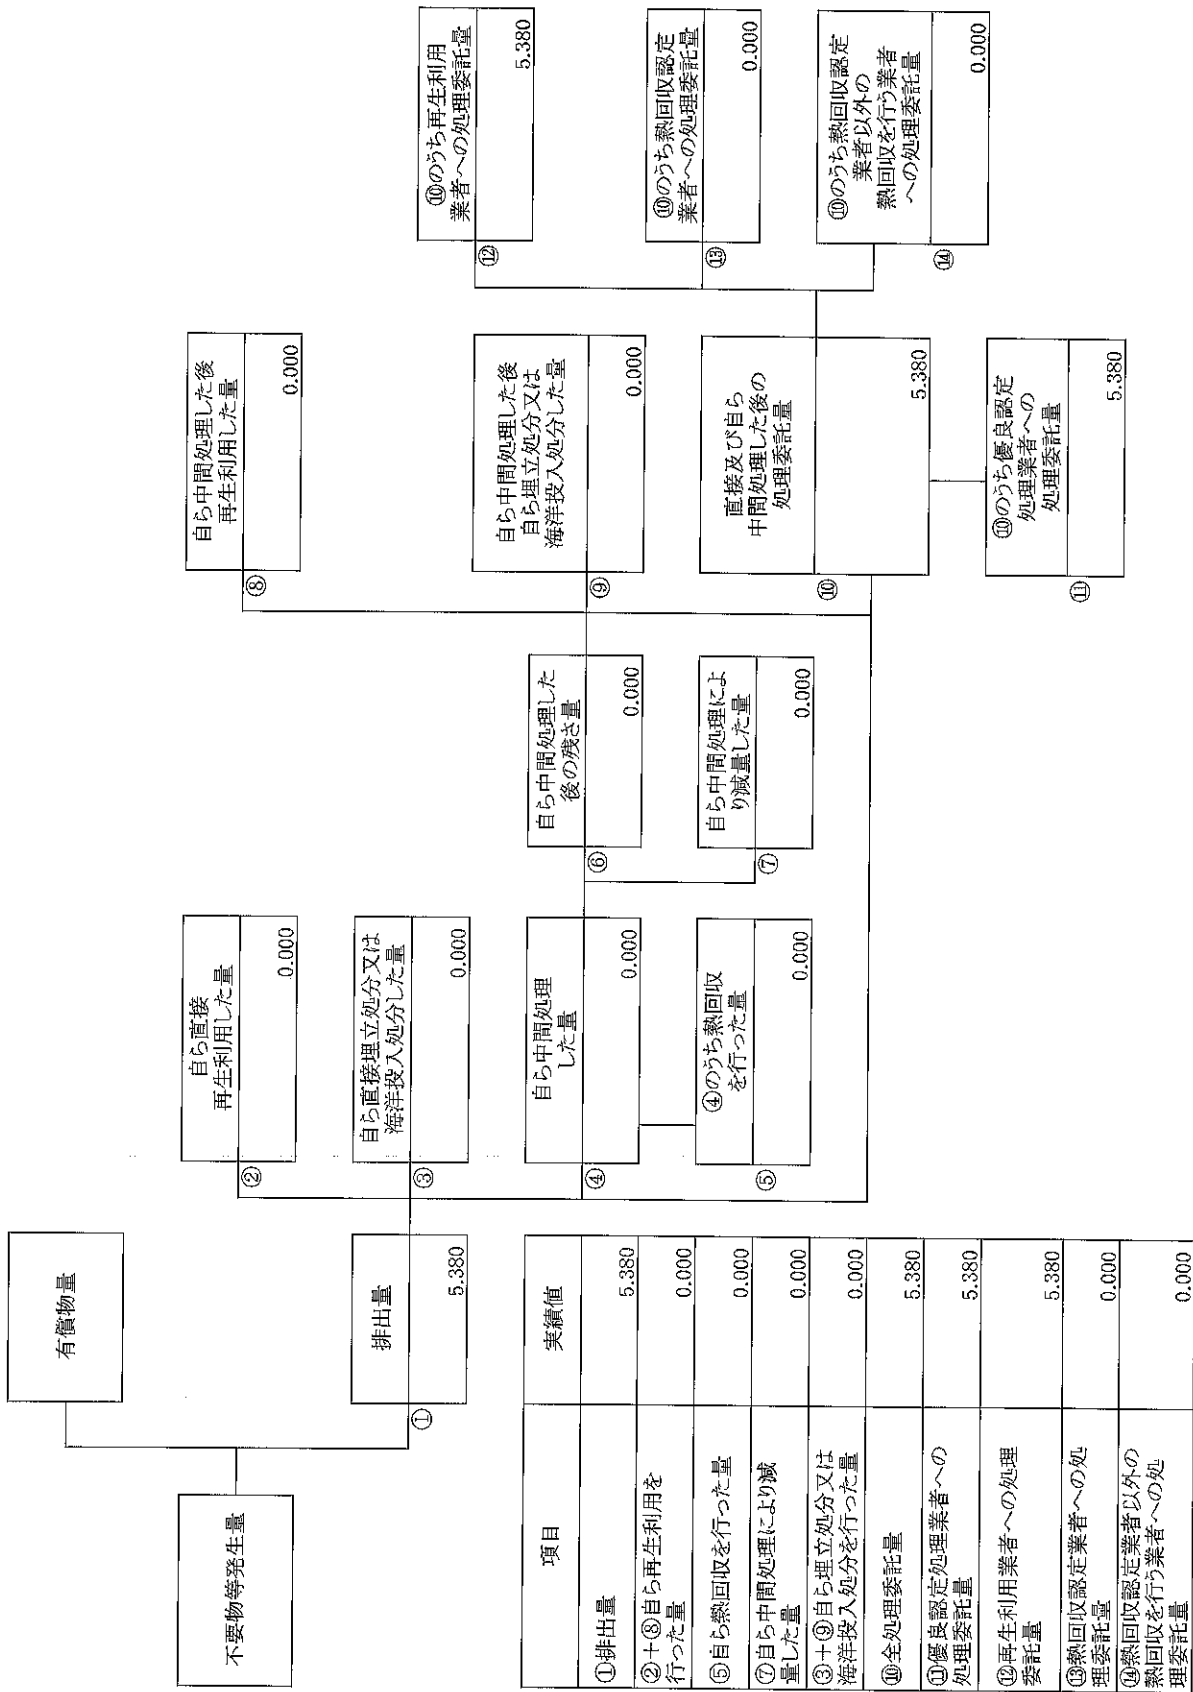 不要物等発生量
有償物量
①
排出量
5.380
②
自ら直接
再生利用した量
0.000
③
自ら直接埋立処分又は
海洋投入処分した量
0.000
④
自ら中間処理
した量
0.000
⑤
④のうち熱回収
を行った量
0.000
⑥
自ら中間処理した
後の残さ量
0.000
⑦
自ら中間処理によ
り減量した量
0.000
⑧
自ら中間処理した後
再生利用した量
0.000
⑨
自ら中間処理した後
自ら埋立処分又は
海洋投入処分した量
0.000
⑩
直接及び自ら
中間処理した後の
処理委託量
5.380
⑪
⑩のうち優良認定
処理業者への
処理委託量
5.380
⑫
⑩のうち再生利用
業者への処理委託量
5.380
⑬
⑩のうち熱回収認定
業者への処理委託量
0.000
⑭
⑩のうち熱回収認定
業者以外の
熱回収を行う業者
への処理委託量
0.000
項目 実績値
①排出量 5.380
②+⑧自ら再生利用を
行った量 0.000
⑤自ら熱回収を行った量 0.000
⑦自ら中間処理により減
量した量 0.000
③+⑨自ら埋立処分又は
海洋投入処分を行った量 0.000
⑩全処理委託量 5.380
⑪優良認定処理業者への
処理委託量 5.380
⑫再生利用業者への処理
委託量 5.380
⑬熱回収認定業者への処
理委託量 0.000
⑭熱回収認定業者以外の
熱回収を行う業者への処
理委託量 0.000